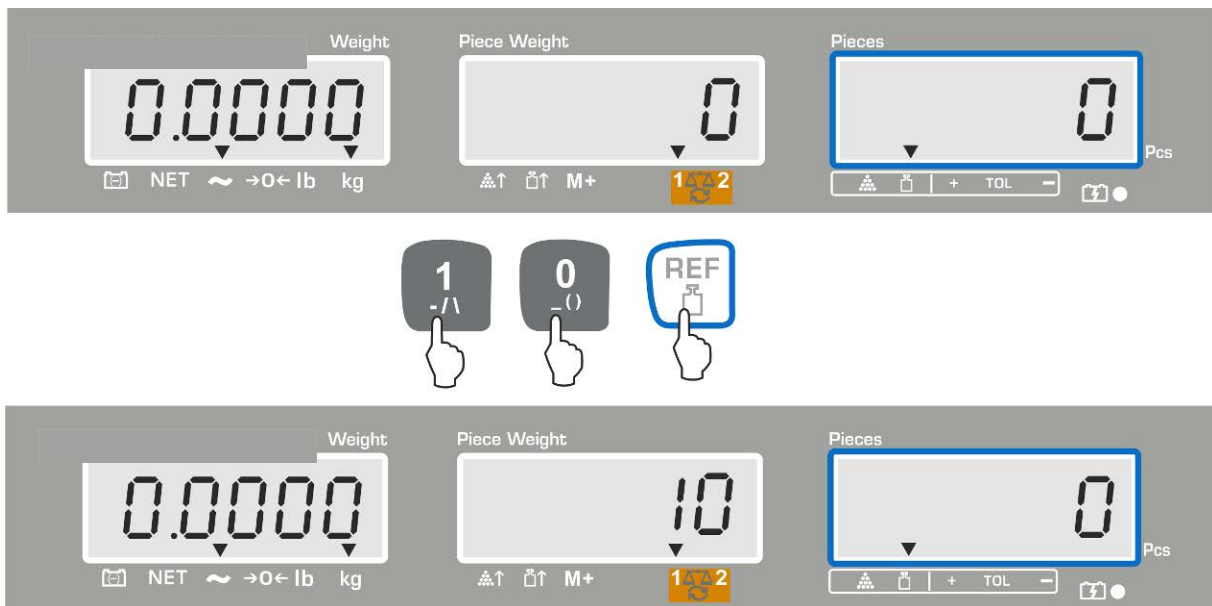 Weight Piece Weight Pieces
0.0000 0 0
Pcs
NET ~ →0← lb kg M+ 1 2 + TOL −
1 0 REF
-/\ _()
Weight Piece Weight Pieces
0.0000 10 0
Pcs
NET ~ →0← lb kg M+ 1 2 + TOL −